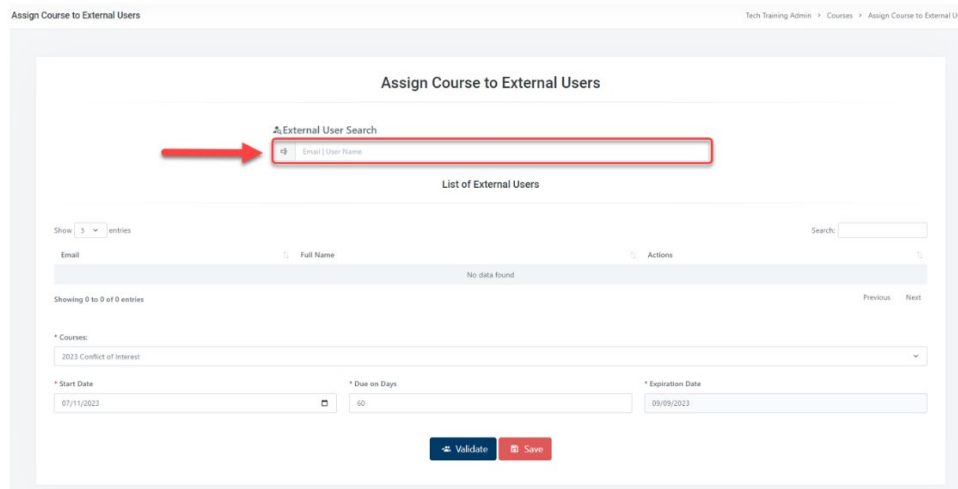 Assign Course to External Users
Tech Training Admin > Courses > Assign Course to External U
Assign Course to External Users
External User Search
Email | User Name
List of External Users
Show 5 entries
Search:
Email Full Name Actions
No data found
Showing 0 to 0 of 0 entries
Previous Next
* Courses:
2023 Conflict of Interest
* Start Date * Due on Days * Expiration Date
07/11/2023 60 09/09/2023
Validate Save